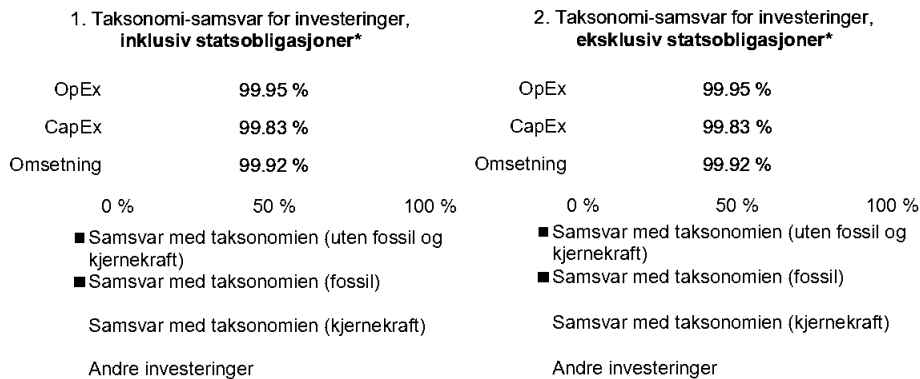 1. Taksonomi-samsvar for investeringer,
inklusiv statsobligasjoner*
OpEx 99.95 %
CapEx 99.83 %
Omsetning 99.92 %
0 % 50 % 100 %
Samsvar med taksonomien (uten fossil og
kjernekraft)
Samsvar med taksonomien (fossil)
Samsvar med taksonomien (kjernekraft)
Andre investeringer
2. Taksonomi-samsvar for investeringer,
eksklusiv statsobligasjoner*
OpEx 99.95 %
CapEx 99.83 %
Omsetning 99.92 %
0 % 50 % 100 %
Samsvar med taksonomien (uten fossil og
kjernekraft)
Samsvar med taksonomien (fossil)
Samsvar med taksonomien (kjernekraft)
Andre investeringer